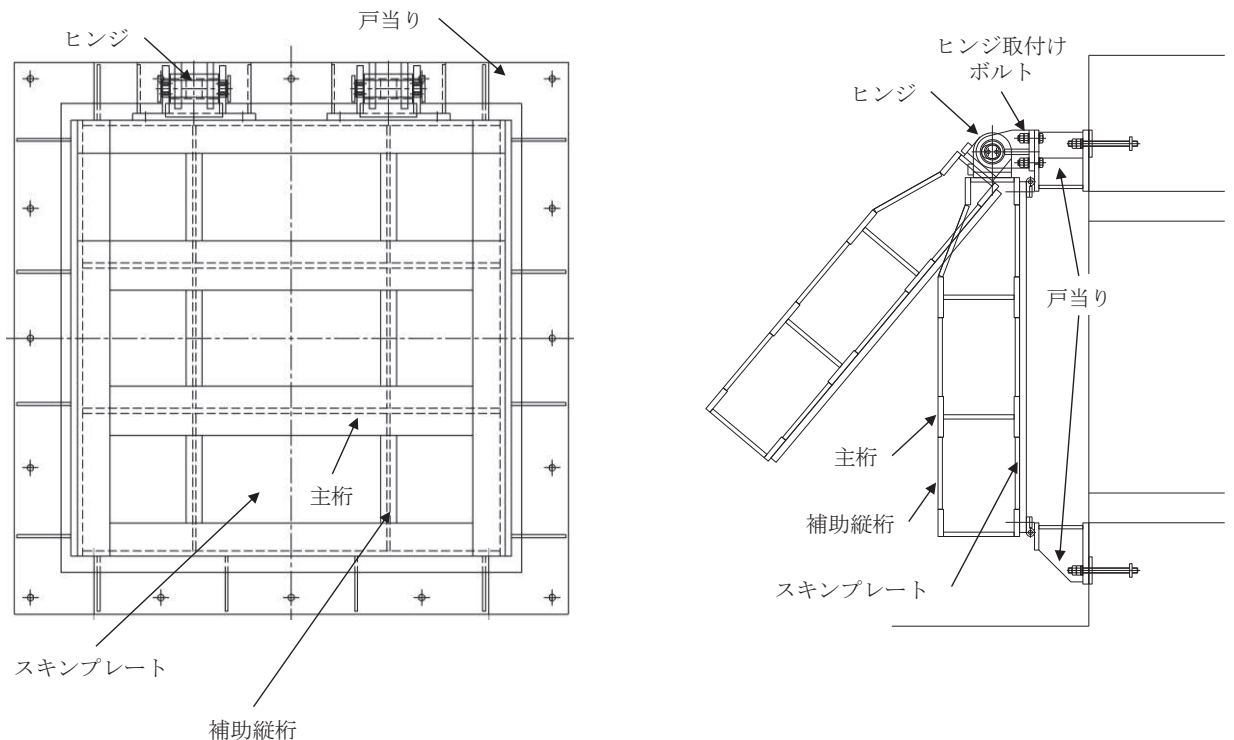 戸当り
ヒンジ
主桁
スキンプレート
補助縦桁
ヒンジ取付け
ボルト
ヒンジ
戸当り
主桁
補助縦桁
スキンプレート